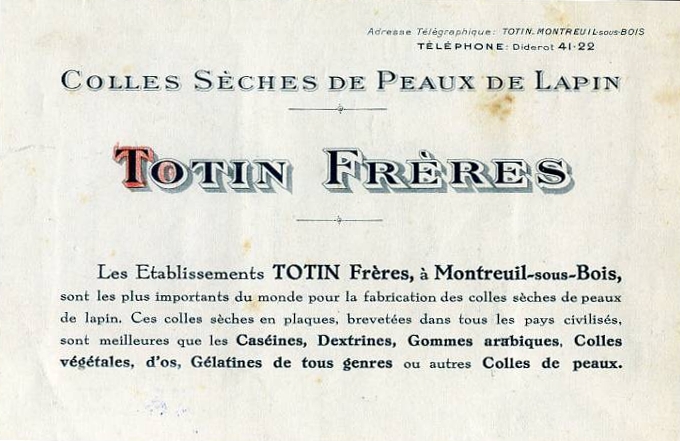 Adresse Télégraphique: TOTIN-MONTREUIL-sous-BOIS
TÉLÉPHONE: Diderot 41-22
COLLES SÈCHES DE PEAUX DE LAPIN
TOTIN FRÈRES
Les Etablissements TOTIN Frères, à Montreuil-sous-Bois,
sont les plus importants du monde pour la fabrication des colles sèches de peaux
de lapin. Ces colles sèches en plaques, brevetées dans tous les pays civilisés,
sont meilleures que les Caséines, Dextrines, Gommes arabiques, Colles
végétales, d'os, Gélatines de tous genres ou autres Colles de peaux.